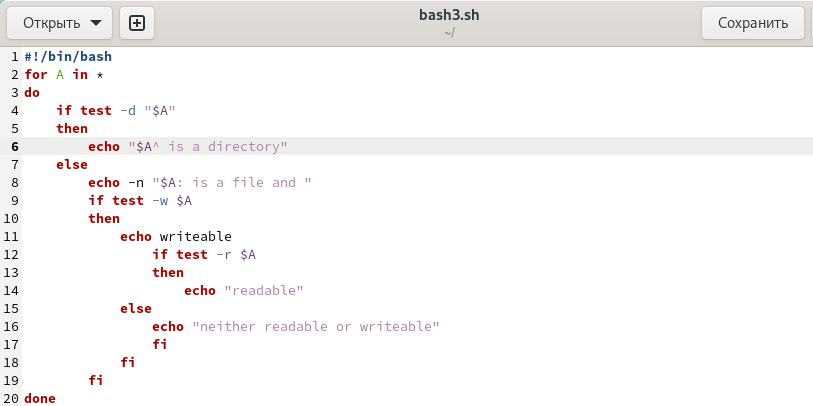 Открыть
bash3.sh
~/
Сохранить
1 #!/bin/bash
2 for A in *
3 do
4     if test -d "$A"
5     then
6         echo "$A^ is a directory"
7     else
8         echo -n "$A: is a file and "
9         if test -w $A
10         then
11             echo writeable
12                 if test -r $A
13                 then
14                     echo "readable"
15             else
16                 echo "neither readable or writeable"
17                 fi
18             fi
19         fi
20 done